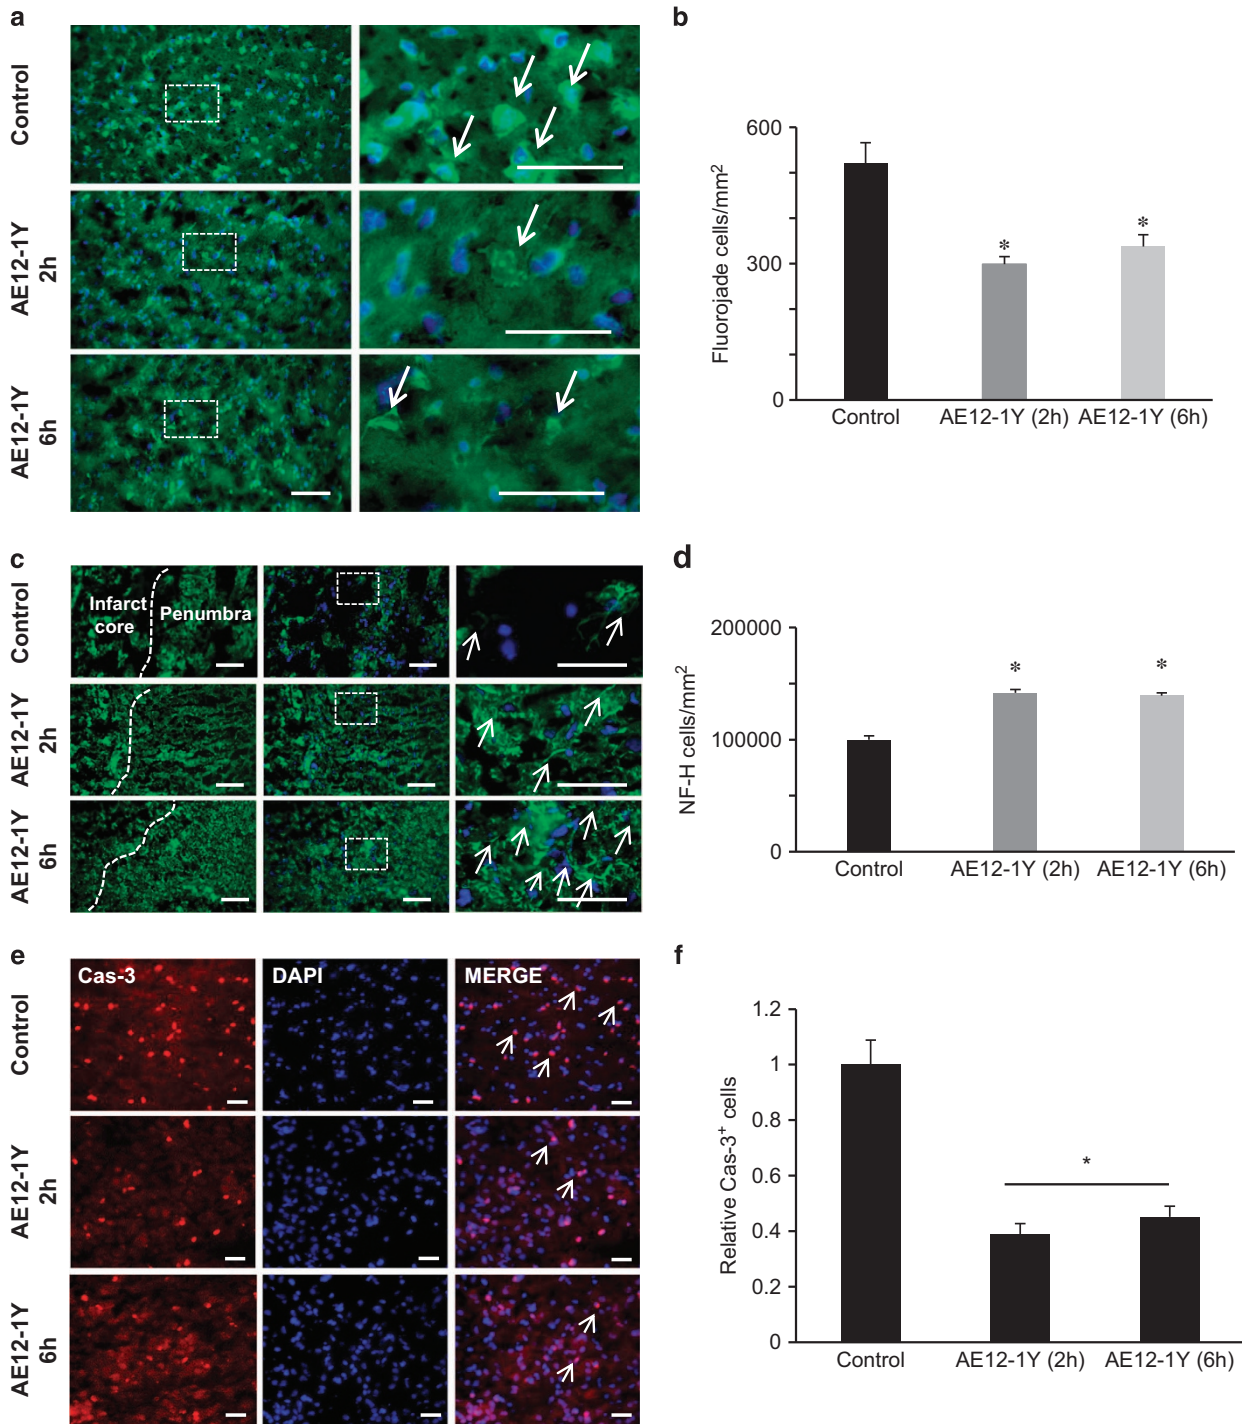 a
Control
AE12-1Y
2h
AE12-1Y
6h
b
Fluorojade cells/mm²
600
300
0
*
*
Control
AE12-1Y (2h)
AE12-1Y (6h)
c
Control
AE12-1Y
2h
AE12-1Y
6h
Infarct
core
Penumbra
d
NF-H cells/mm²
200000
100000
0
*
*
Control
AE12-1Y (2h)
AE12-1Y (6h)
e
Control
AE12-1Y
2h
AE12-1Y
6h
Cas-3
DAPI
MERGE
f
Relative Cas-3⁺ cells
1.2
1
0.8
0.6
0.4
0.2
0
*
Control
AE12-1Y (2h)
AE12-1Y (6h)